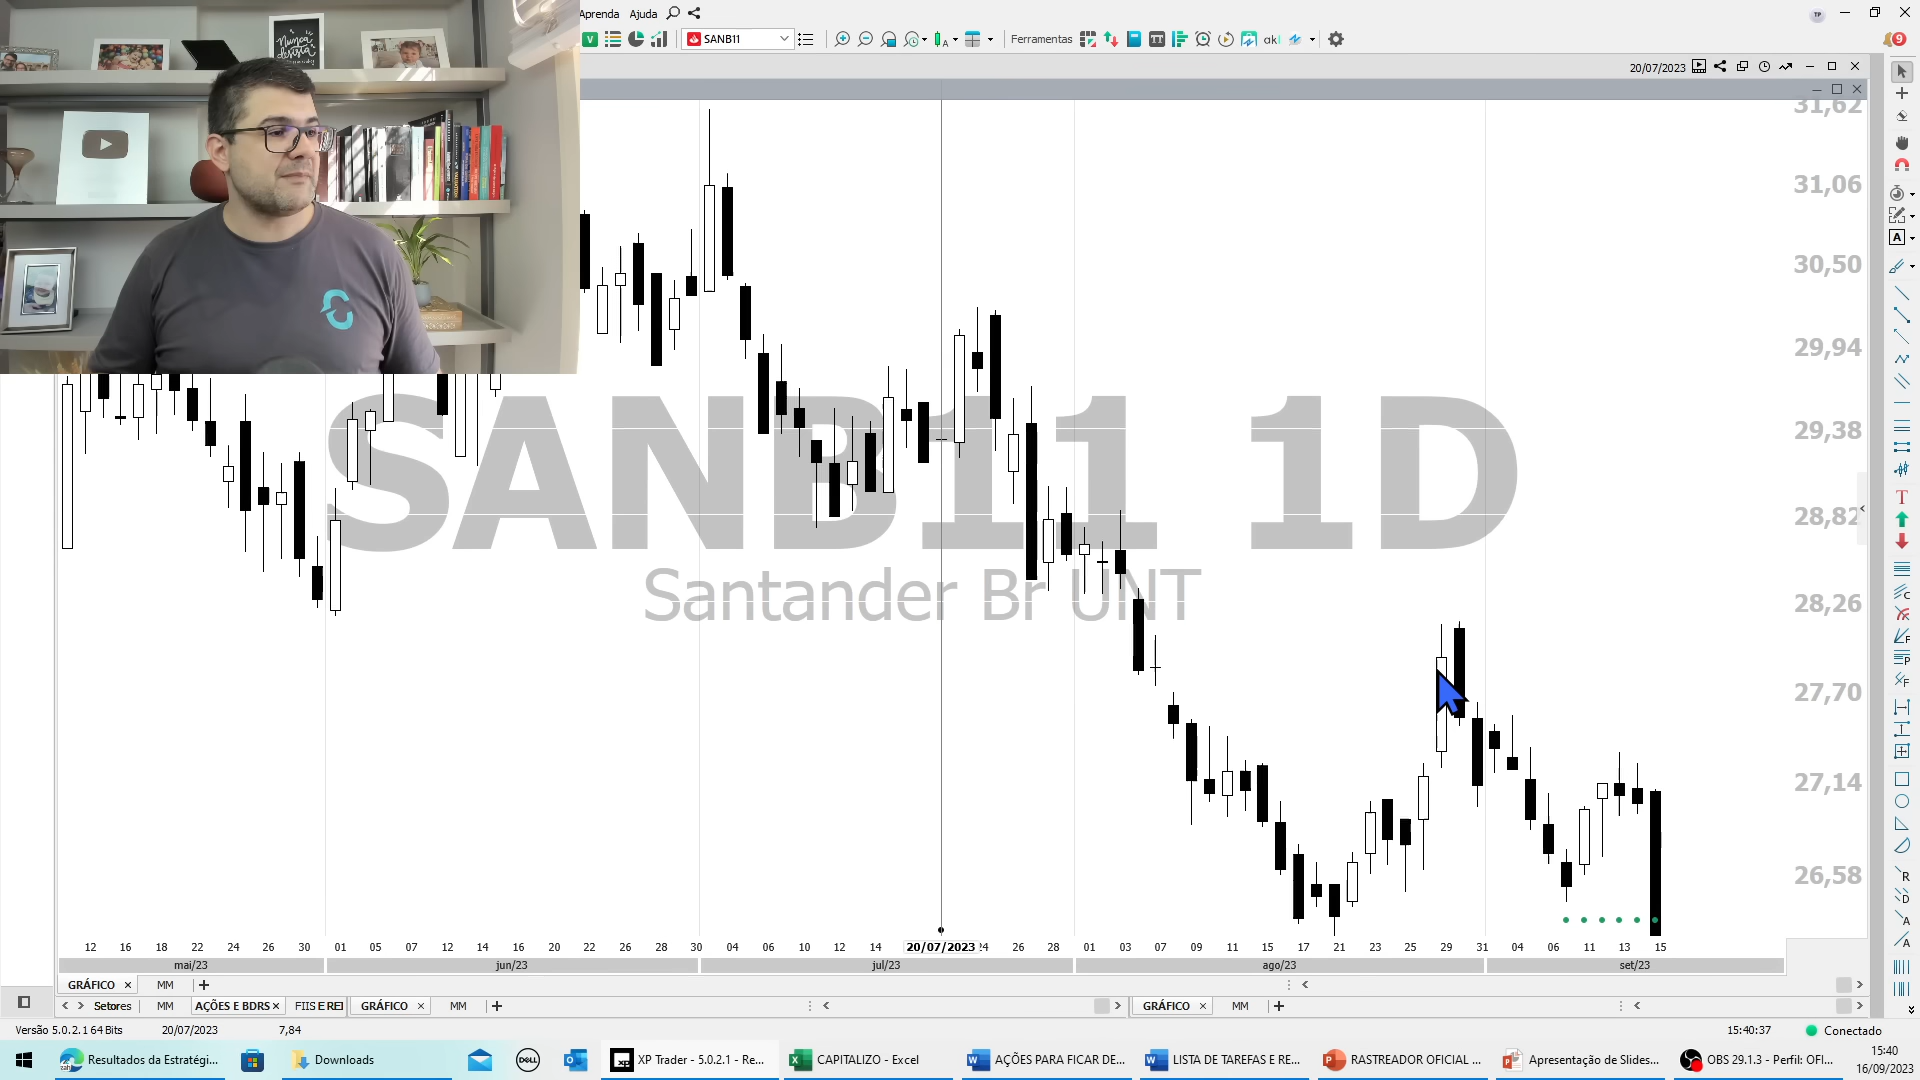 Aprenda Ajuda
TP
SANB11
Ferramentas
aki
9
20/07/2023
Nunca
desista
31,62
31,06
30,50
29,94
29,38
28,82
28,26
27,70
27,14
26,58
SANB11 1D
Santander Br UNT
12 16 18 22 24 26 30 01 05 07 12 14 16 20 22 26 28 30 04 06 10 12 14 20/07/2023 24 26 28 01 03 07 09 11 15 17 21 23 25 29 31 04 06 11 13 15
mai/23 jun/23 jul/23 ago/23 set/23
GRÁFICO MM
Setores MM AÇÕES E BDRS FIIS E REI GRÁFICO MM GRÁFICO MM
Versão 5.0.2.1 64 Bits 20/07/2023 7,84 15:40:37 Conectado
Resultados da Estratégi... Downloads DELL XP Trader - 5.0.2.1 - Re... CAPITALIZO - Excel AÇÕES PARA FICAR DE... LISTA DE TAREFAS E RE... RASTREADOR OFICIAL ... Apresentação de Slides... OBS 29.1.3 - Perfil: OFI...
15:40
16/09/2023